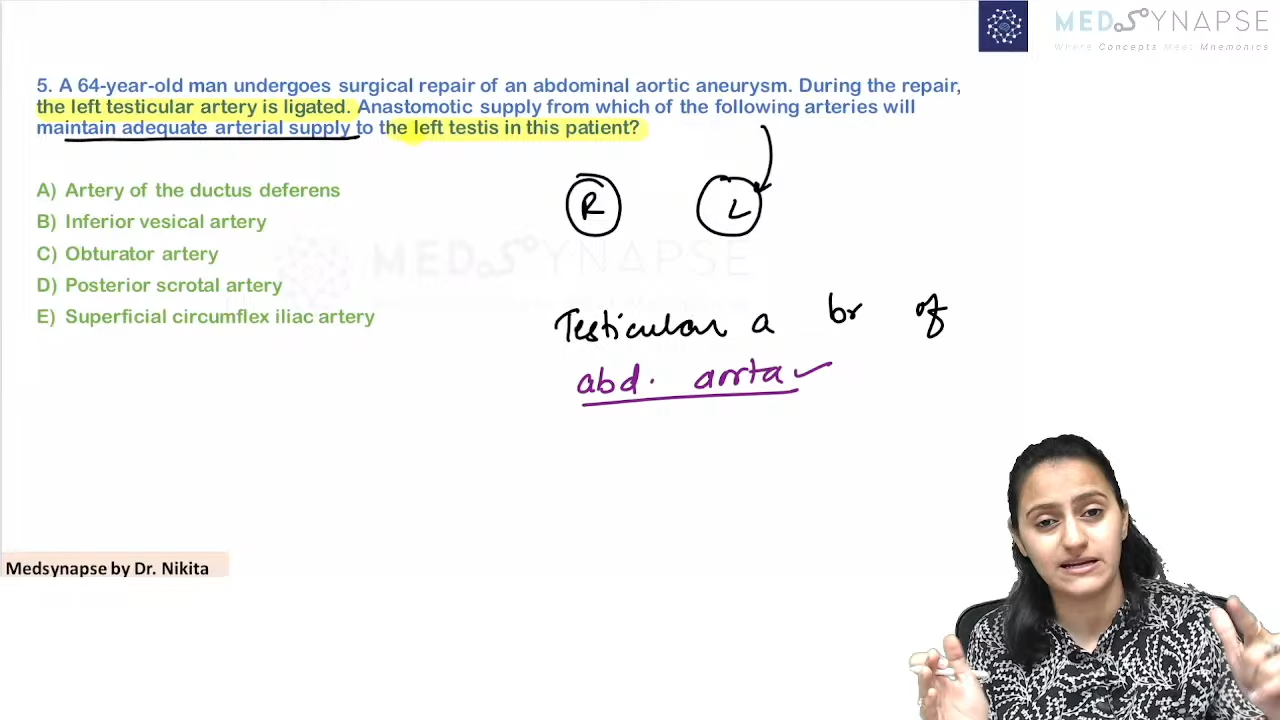 MEDSYNAPSE
Where Concepts Meet Mnemonics
5. A 64-year-old man undergoes surgical repair of an abdominal aortic aneurysm. During the repair,
the left testicular artery is ligated. Anastomotic supply from which of the following arteries will
maintain adequate arterial supply to the left testis in this patient?
A) Artery of the ductus deferens
R L
B) Inferior vesical artery
C) Obturator artery
MEDSYNAPSE
D) Posterior scrotal artery
E) Superficial circumflex iliac artery
Testicular a br of
abd. aorta
Medsynapse by Dr. Nikita